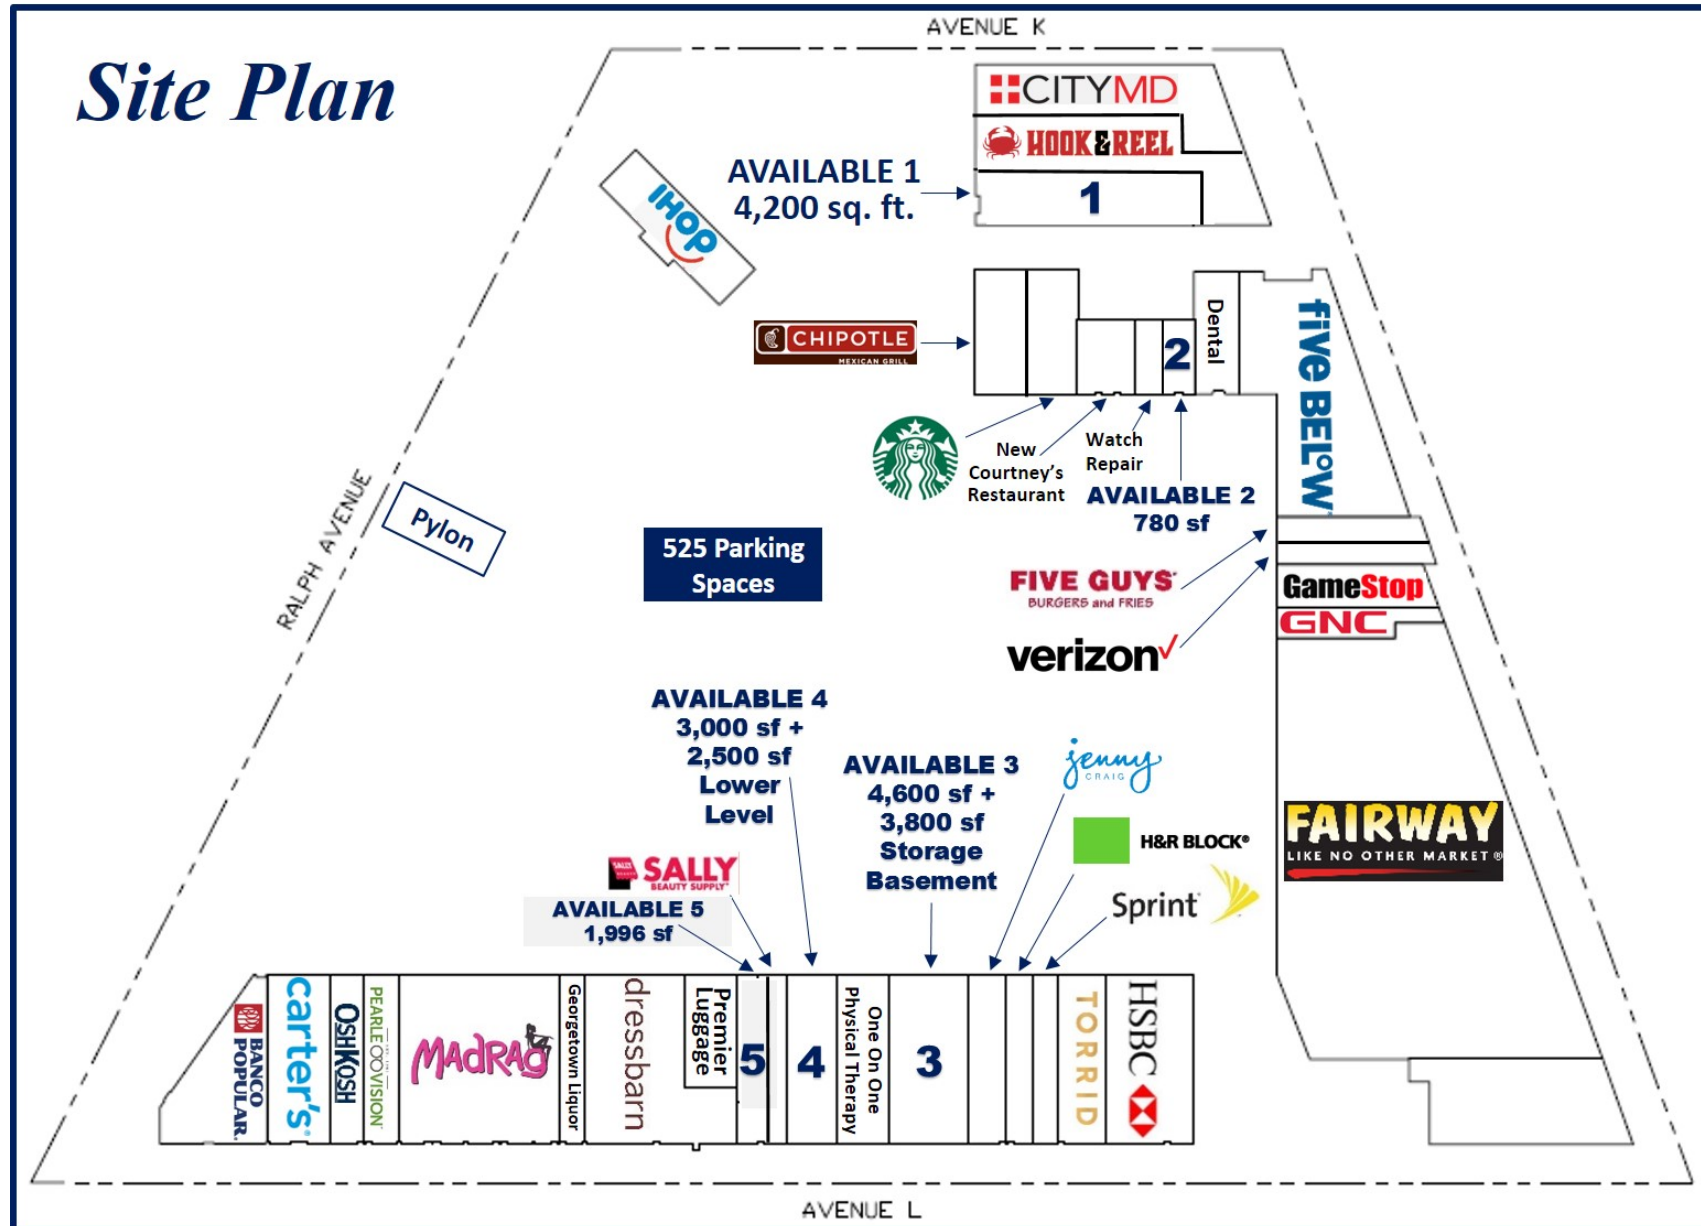 AVENUE K
Site Plan
CITYMD
HOOK & REEL
AVAILABLE 1
4,200 sq. ft.
1
IHOP
CHIPOTLE
MEXICAN GRILL
2
Dental
five BELOW
New
Courtney's
Restaurant
Watch
Repair
AVAILABLE 2
780 sf
RALPH AVENUE
Pylon
525 Parking
Spaces
FIVE GUYS
BURGERS and FRIES
verizon
GameStop
GNC
AVAILABLE 4
3,000 sf +
2,500 sf
Lower
Level
AVAILABLE 3
4,600 sf +
3,800 sf
Storage
Basement
jenny
CRAIG
H&R BLOCK®
Sprint
FAIRWAY
LIKE NO OTHER MARKET ®
SALLY
BEAUTY SUPPLY
AVAILABLE 5
1,996 sf
BANCO
POPULAR.
carter's
OSHKOSH
PEARLE VISION
MADRAG
Georgetown Liquor
dressbarn
Premier
Luggage
5
4
One On One
Physical Therapy
3
TORRID
HSBC
AVENUE L